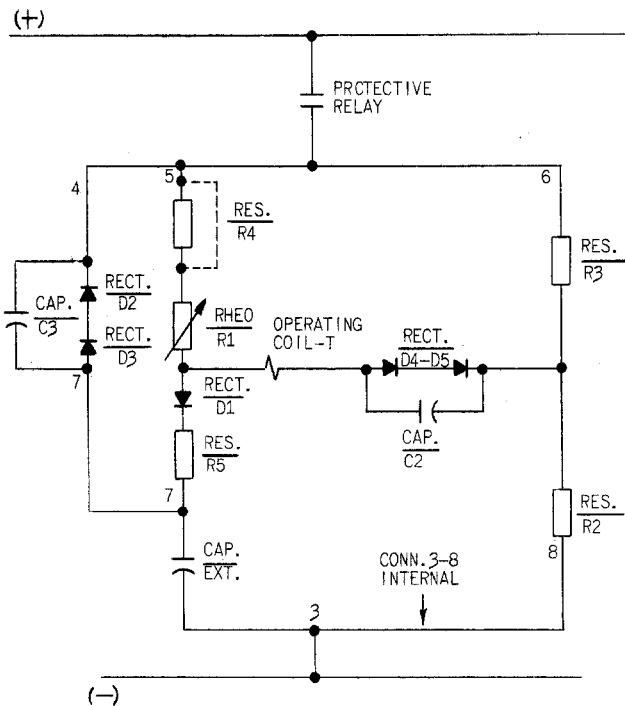 (+)
PRCTECTIVE
RELAY
4
5
6
RES.
R4
RES.
R3
CAP.
C3
RECT.
D2
RECT.
D3
RHEO
R1
OPERATING
COIL-T
RECT.
D4-D5
7
RECT.
D1
CAP.
C2
RES.
R5
7
RES.
R2
8
CAP.
EXT.
CONN.3-8
INTERNAL
3
(-)